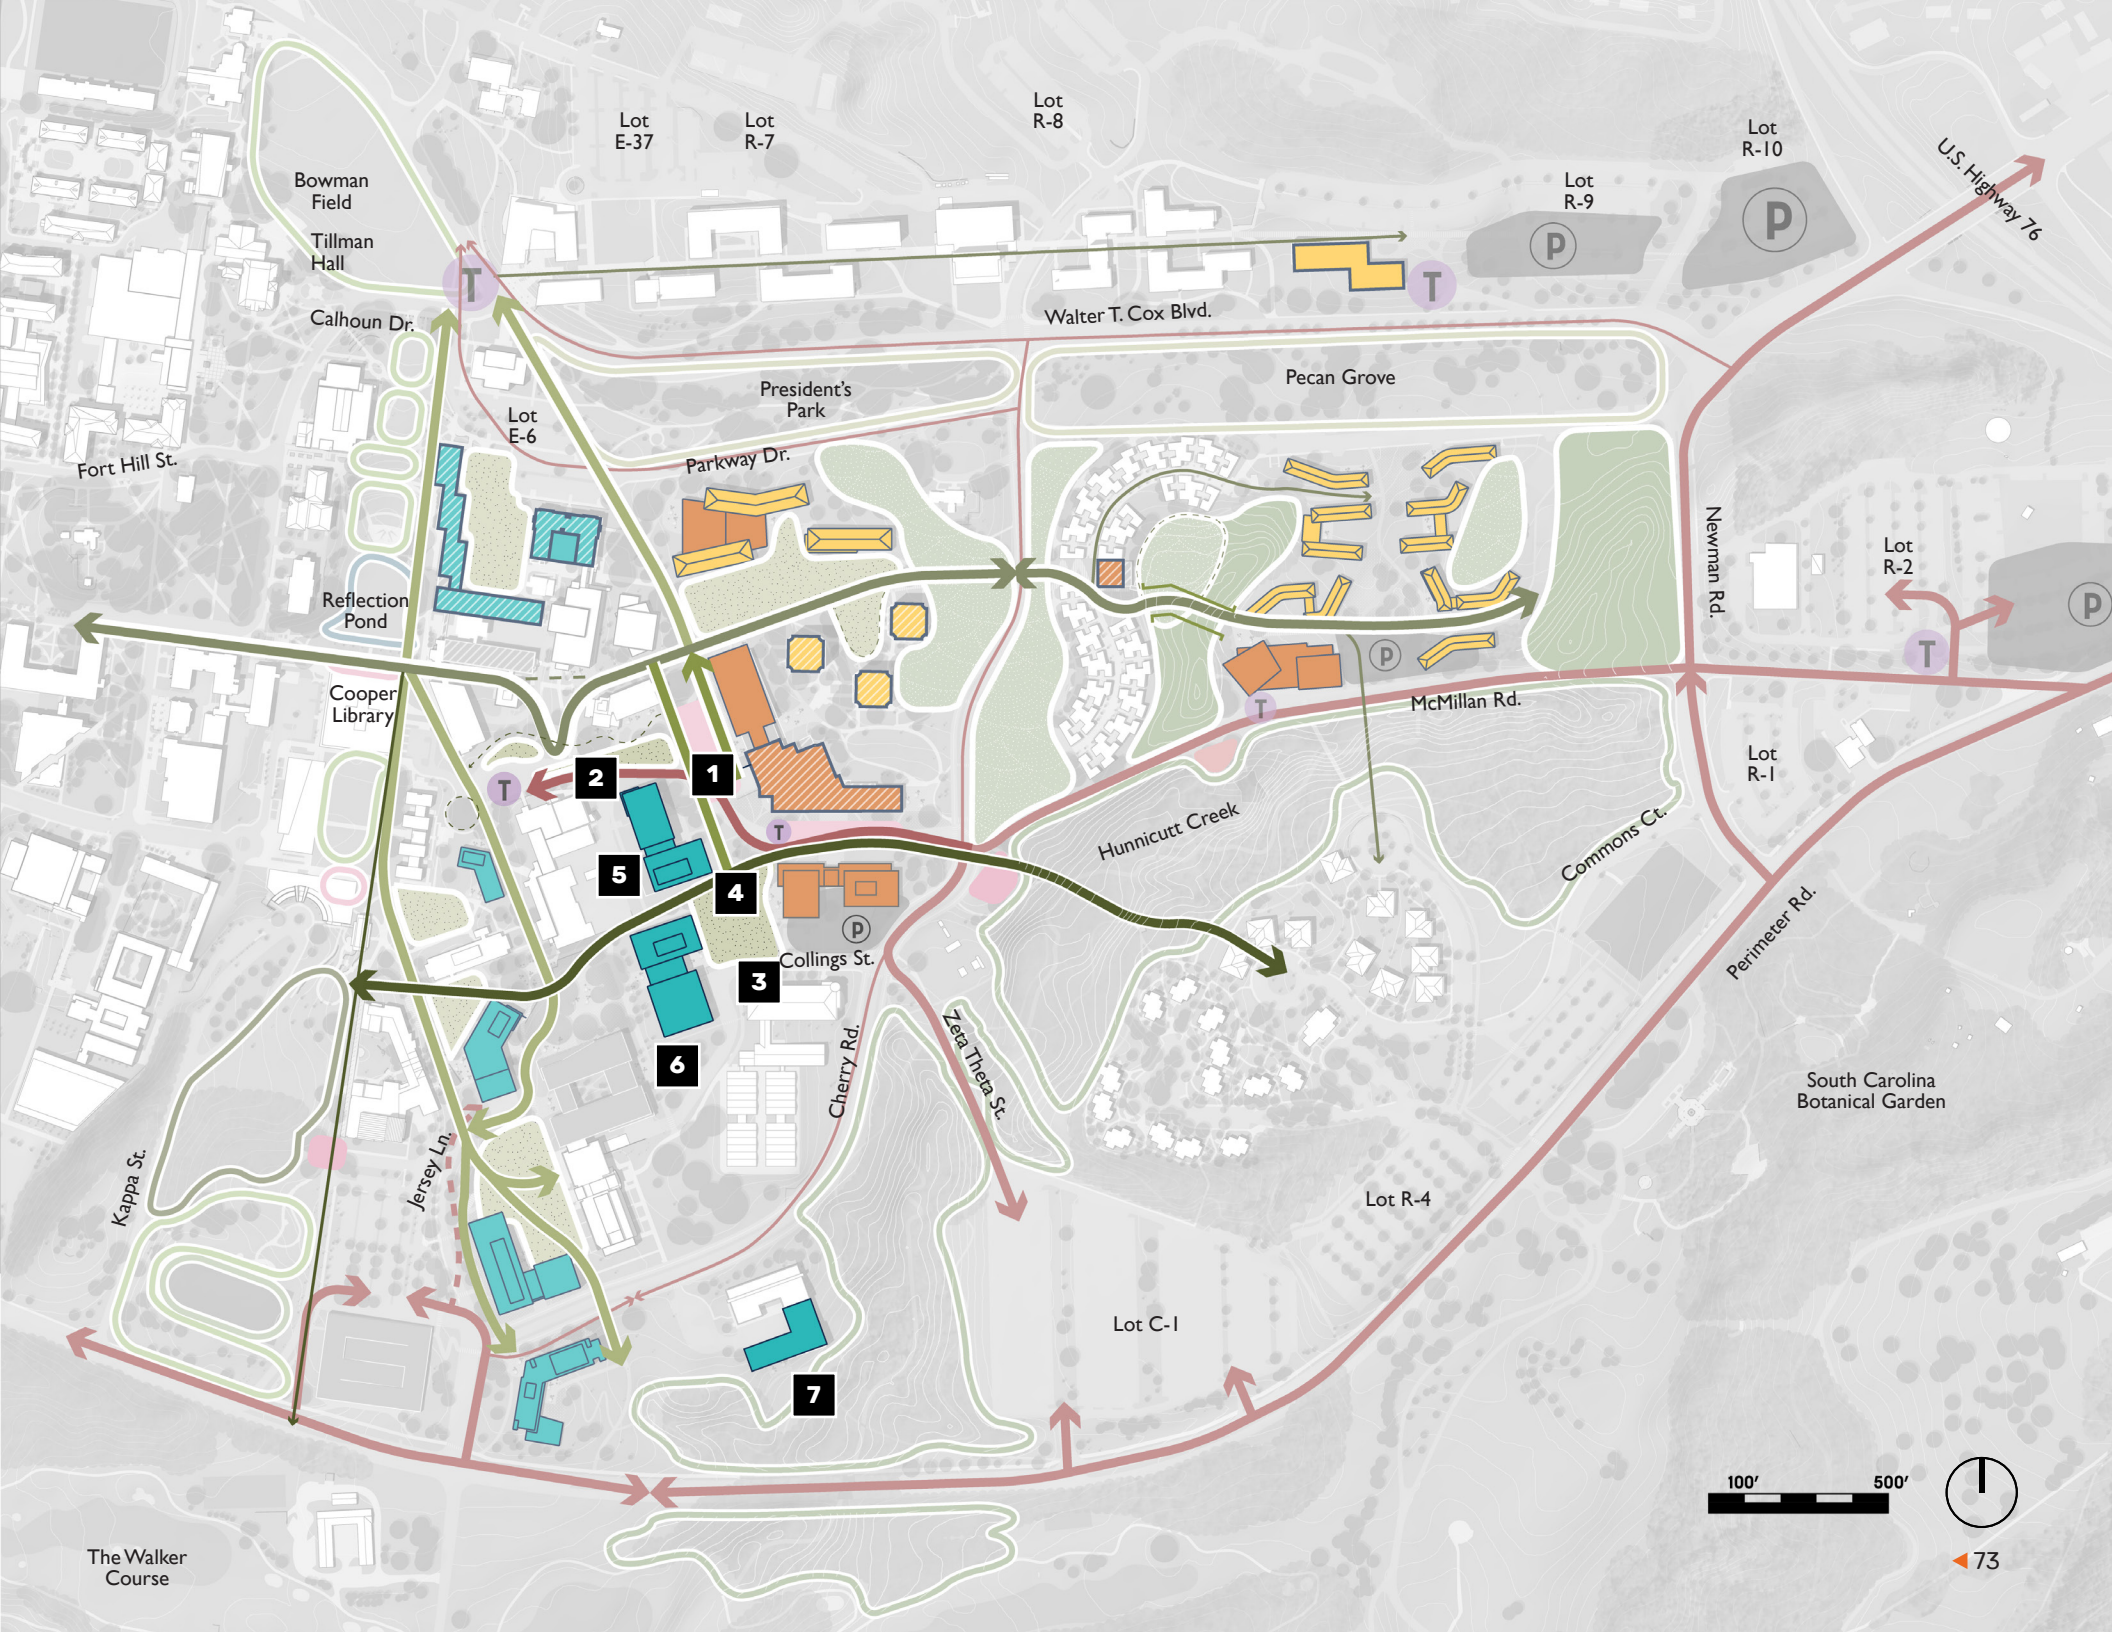 Lot
E-37
Lot
R-7
Lot
R-8
Lot
R-10
U.S. Highway 76
Lot
R-9
P
P
Bowman
Field
Tillman
Hall
T
T
Calhoun Dr.
Walter T. Cox Blvd.
President's
Park
Pecan Grove
Lot
E-6
Parkway Dr.
Fort Hill St.
Newman Rd.
Lot
R-2
P
Reflection
Pond
P
T
Cooper
Library
T
McMillan Rd.
Lot
R-1
1
2
T
T
Hunnicutt Creek
Commons Ct.
5
4
P
Collings St.
3
Perimeter Rd.
6
Cherry Rd.
Zeta Theta St.
South Carolina
Botanical Garden
Kappa St.
Jersey Ln.
Lot R-4
Lot C-1
7
100'
500'
The Walker
Course
73